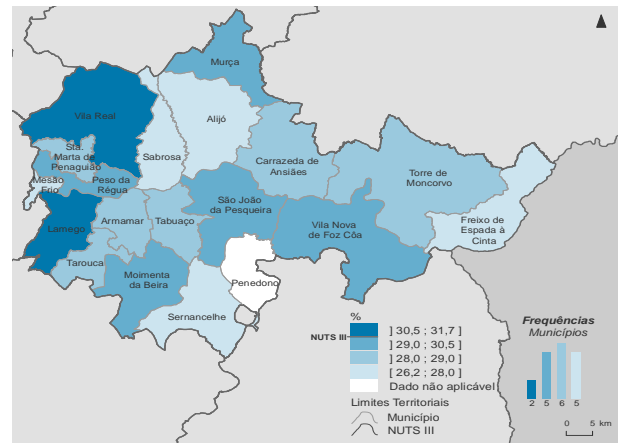 Murça
Vila Real
Alijó
Sta.
Marta de
Penaguião
Sabrosa
Carrazeda de
Ansiães
Torre de
Moncorvo
Mesão
Frio
Peso da
Régua
São João
da Pesqueira
Freixo de
Espada à
Cinta
Lamego
Armamar
Tabuaço
Vila Nova
de Foz Côa
Tarouca
Moimenta
da Beira
Penedono
Sernancelhe
%
] 30,5 ; 31,7 ]
NUTS III
] 29,0 ; 30,5 ]
] 28,0 ; 29,0 ]
[ 26,2 ; 28,0 ]
Dado não aplicável
Limites Territoriais
Município
NUTS III
Frequências
Municípios
2 5 6 5
0 5 km